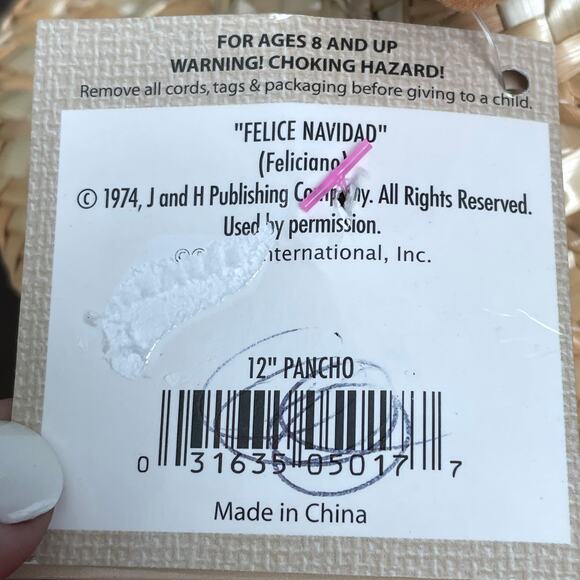 FOR AGES 8 AND UP
WARNING! CHOKING HAZARD!
Remove all cords, tags & packaging before giving to a child.
"FELICE NAVIDAD"
(Feliciano)
© 1974, J and H Publishing Company. All Rights Reserved.
Used by permission.
International, Inc.
12" PANCHO
0 31635 05017 7
Made in China